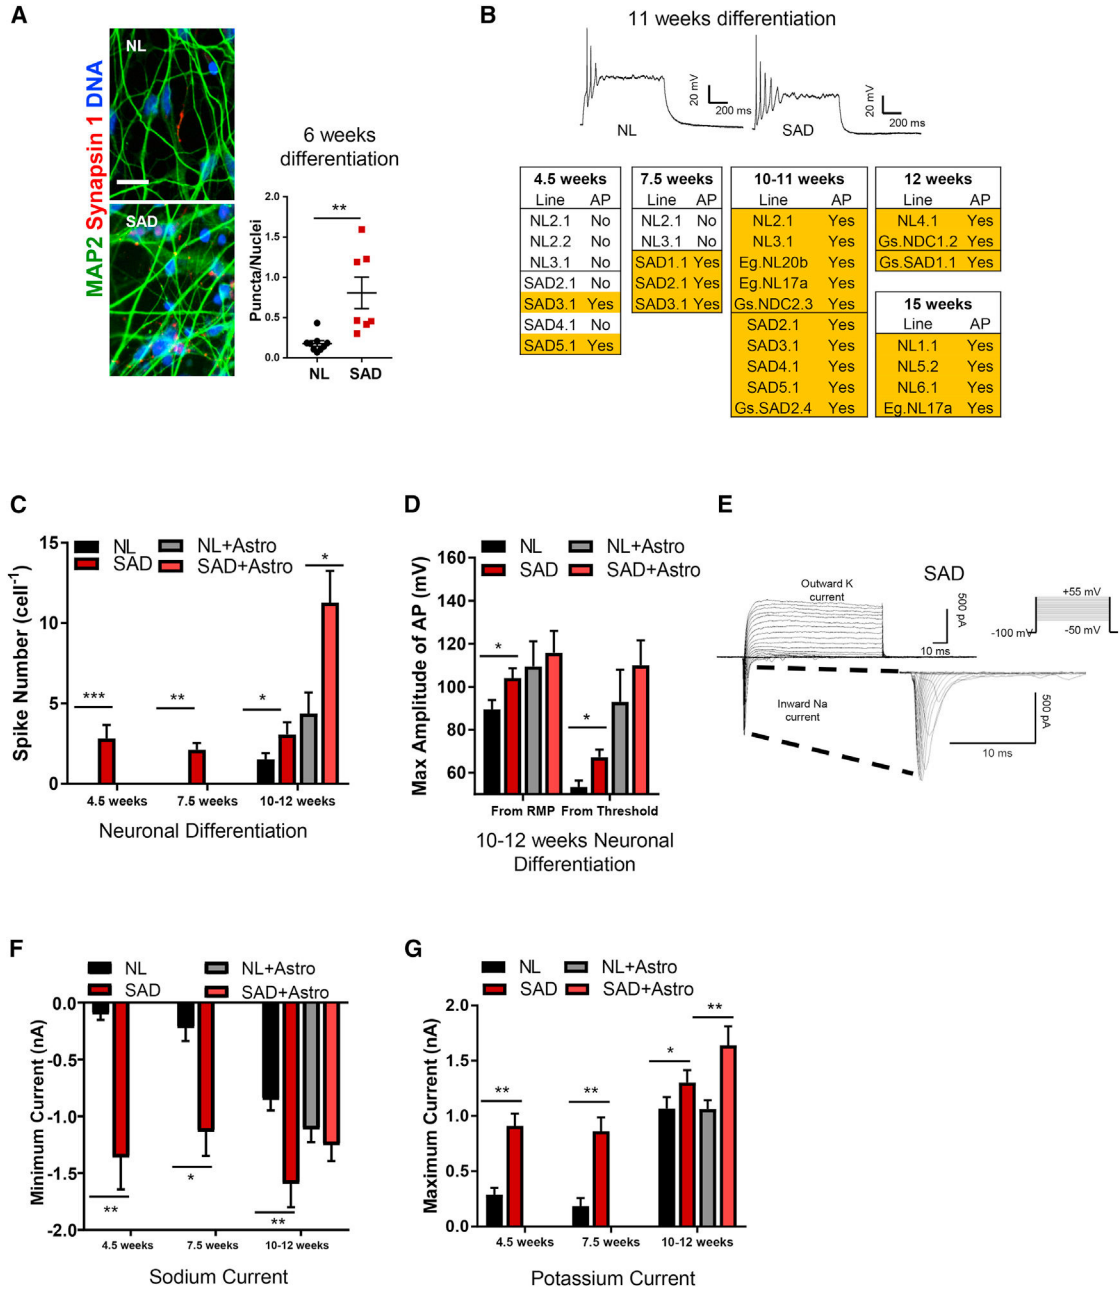 A
MAP2 Synapsin 1 DNA
NL
SAD
6 weeks
differentiation
**
Puncta/Nuclei
2.0
1.5
1.0
0.5
0.0
NL SAD
B
11 weeks differentiation
20 mV
200 ms
NL
20 mV
200 ms
SAD
4.5 weeks
Line AP
NL2.1 No
NL2.2 No
NL3.1 No
SAD2.1 No
SAD3.1 Yes
SAD4.1 No
SAD5.1 Yes
7.5 weeks
Line AP
NL2.1 No
NL3.1 No
SAD1.1 Yes
SAD2.1 Yes
SAD3.1 Yes
10-11 weeks
Line AP
NL2.1 Yes
NL3.1 Yes
Eg.NL20b Yes
Eg.NL17a Yes
Gs.NDC2.3 Yes
SAD2.1 Yes
SAD3.1 Yes
SAD4.1 Yes
SAD5.1 Yes
Gs.SAD2.4 Yes
12 weeks
Line AP
NL4.1 Yes
Gs.NDC1.2 Yes
Gs.SAD1.1 Yes
15 weeks
Line AP
NL1.1 Yes
NL5.2 Yes
NL6.1 Yes
Eg.NL17a Yes
C
NL NL+Astro
SAD SAD+Astro
Spike Number (cell-1)
15
10
5
0
***
**
*
*
4.5 weeks 7.5 weeks 10-12 weeks
Neuronal Differentiation
D
NL NL+Astro
SAD SAD+Astro
Max Amplitude of AP (mV)
160
140
120
100
80
60
*
*
From RMP From Threshold
10-12 weeks Neuronal
Differentiation
E
SAD
Outward K
current
500 pA
10 ms
+55 mV
-100 mV
-50 mV
Inward Na
current
500 pA
10 ms
F
NL NL+Astro
SAD SAD+Astro
Minimum Current (nA)
0.0
-0.5
-1.0
-1.5
-2.0
**
*
**
4.5 weeks 7.5 weeks 10-12 weeks
Sodium Current
G
NL NL+Astro
SAD SAD+Astro
Maximum Current (nA)
2.0
1.5
1.0
0.5
0.0
**
**
*
**
4.5 weeks 7.5 weeks 10-12 weeks
Potassium Current